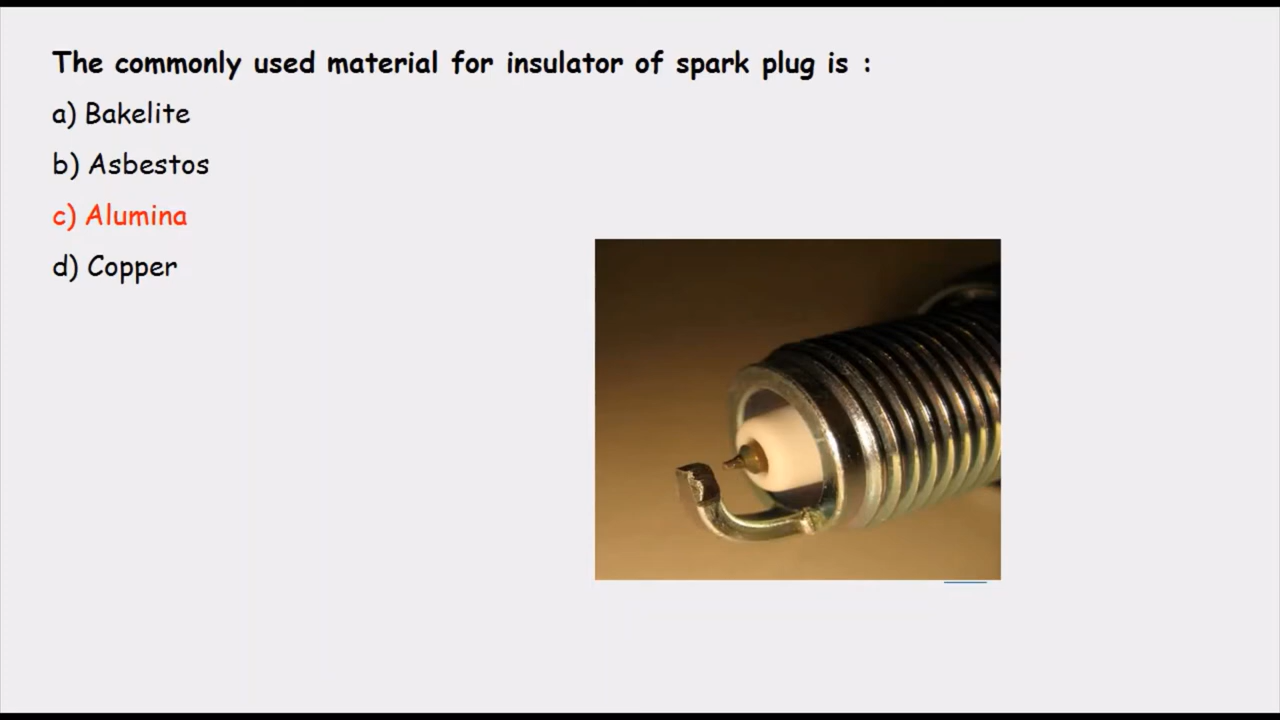 The commonly used material for insulator of spark plug is :
a) Bakelite
b) Asbestos
c) Alumina
d) Copper